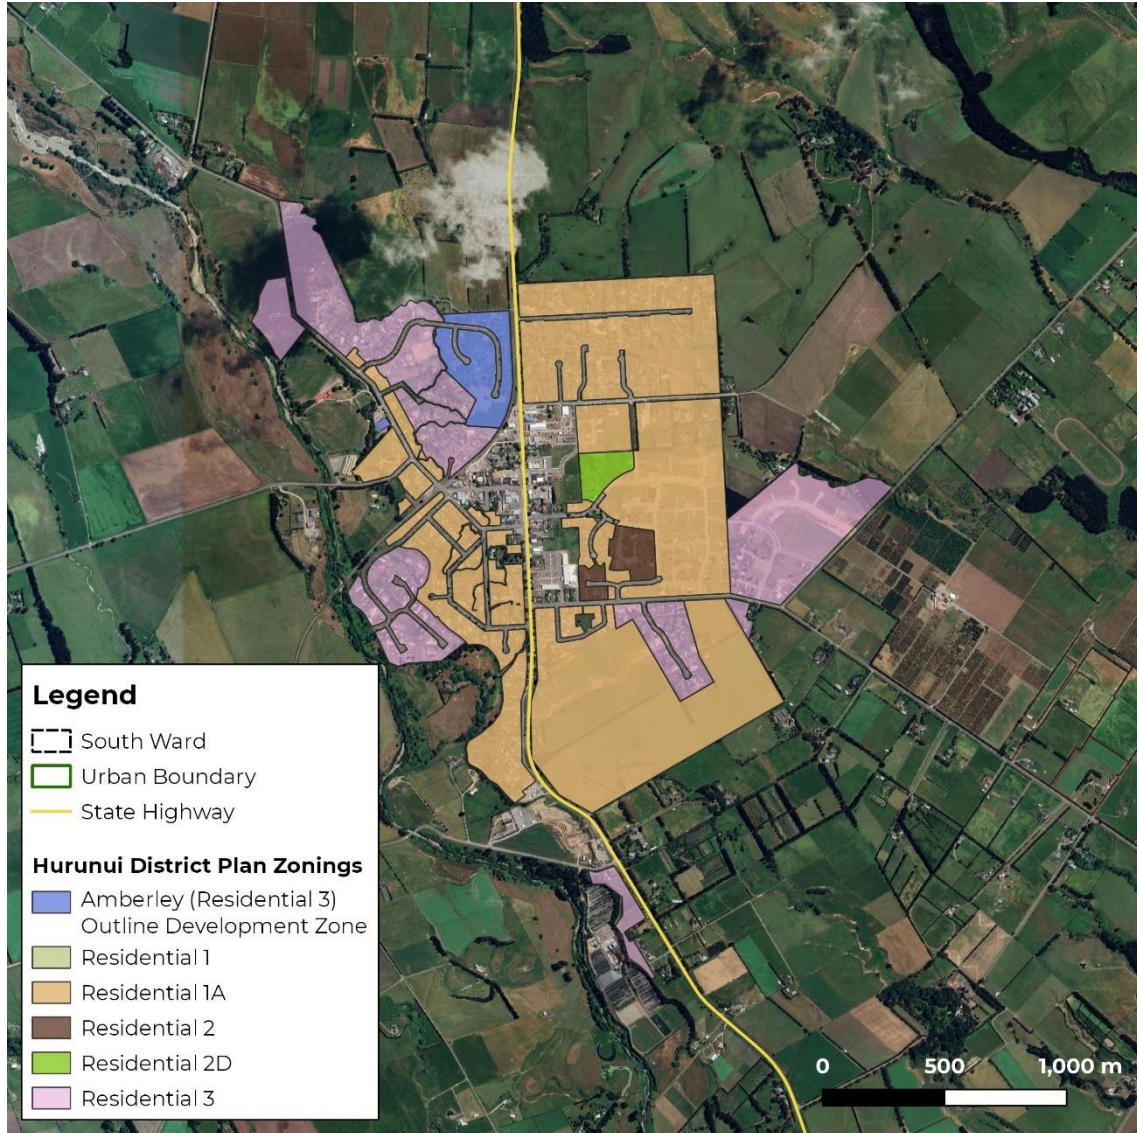 Legend
South Ward
Urban Boundary
State Highway
Hurunui District Plan Zonings
Amberley (Residential 3)
Outline Development Zone
Residential 1
Residential 1A
Residential 2
Residential 2D
Residential 3
0 500 1,000 m